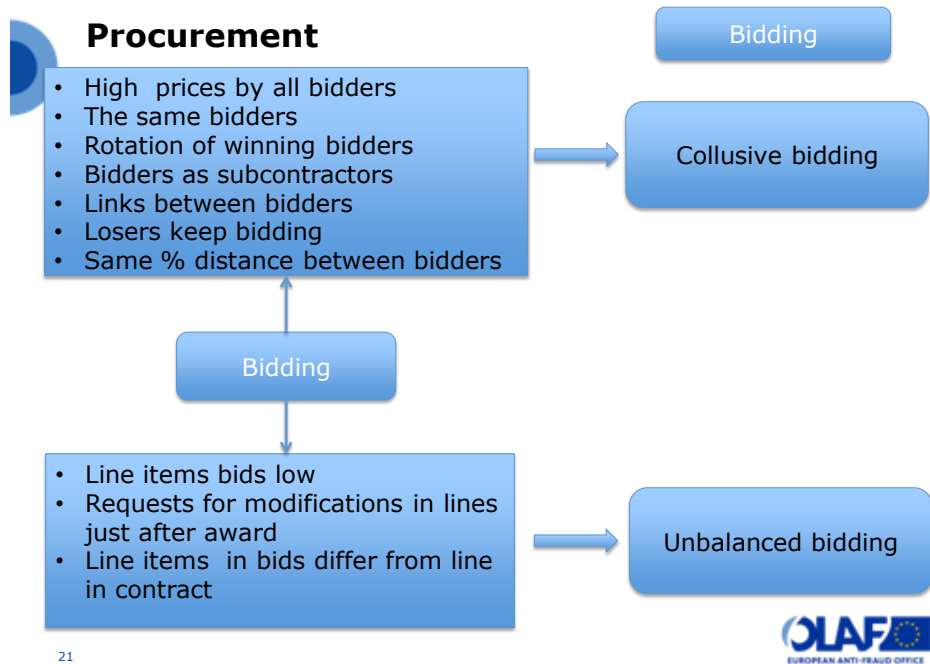 Procurement
Bidding
• High prices by all bidders
• The same bidders
• Rotation of winning bidders
• Bidders as subcontractors
• Links between bidders
• Losers keep bidding
• Same % distance between bidders
Collusive bidding
Bidding
• Line items bids low
• Requests for modifications in lines
just after award
• Line items in bids differ from line
in contract
Unbalanced bidding
OLAF
EUROPEAN ANTI-FRAUD OFFICE
21